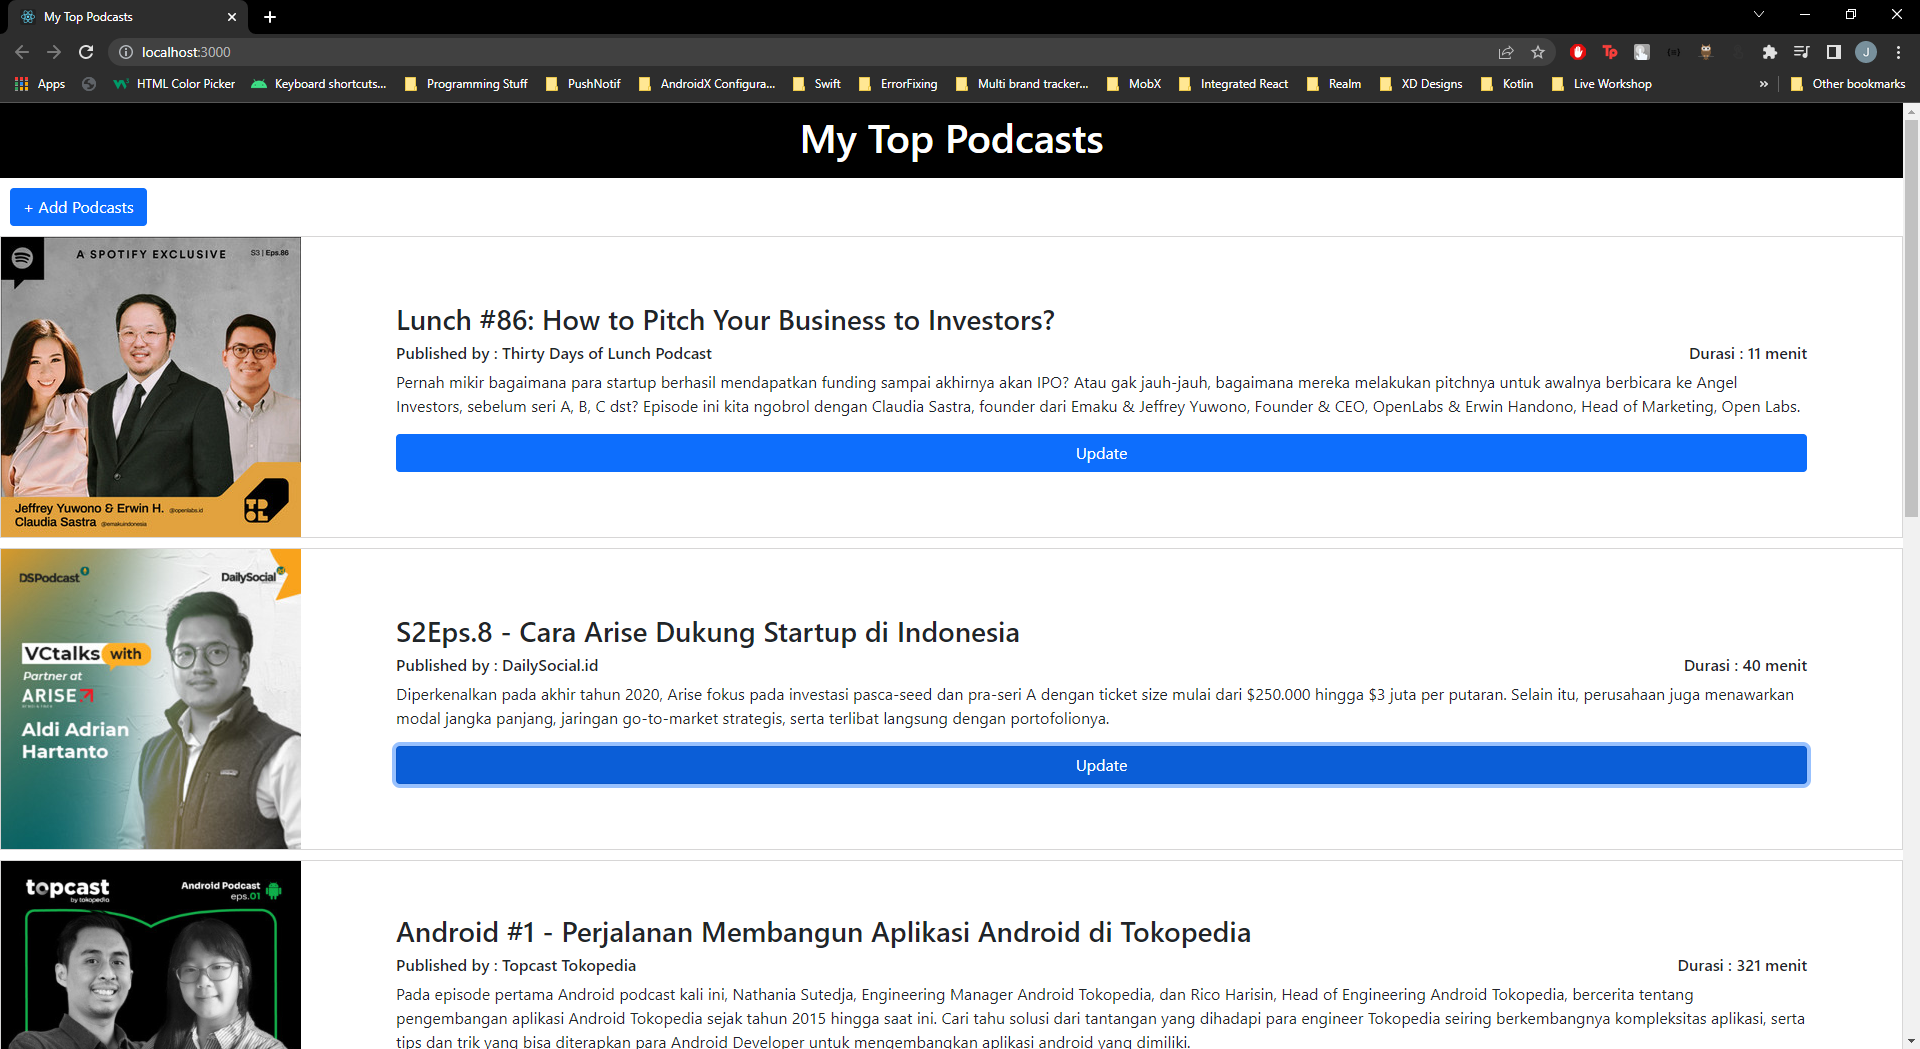 My Top Podcasts
localhost:3000
Apps
HTML Color Picker
Keyboard shortcuts...
Programming Stuff
PushNotif
AndroidX Configura...
Swift
ErrorFixing
Multi brand tracker...
MobX
Integrated React
Realm
XD Designs
Kotlin
Live Workshop
»
Other bookmarks
My Top Podcasts
+ Add Podcasts
A SPOTIFY EXCLUSIVE
S3 | Eps.86
Jeffrey Yuwono & Erwin H. @openlabs.id
Claudia Sastra @emakuindonesia
Lunch #86: How to Pitch Your Business to Investors?
Published by : Thirty Days of Lunch Podcast
Durasi : 11 menit
Pernah mikir bagaimana para startup berhasil mendapatkan funding sampai akhirnya akan IPO? Atau gak jauh-jauh, bagaimana mereka melakukan pitchnya untuk awalnya berbicara ke Angel
Investors, sebelum seri A, B, C dst? Episode ini kita ngobrol dengan Claudia Sastra, founder dari Emaku & Jeffrey Yuwono, Founder & CEO, OpenLabs & Erwin Handono, Head of Marketing, Open Labs.
Update
DSPodcast
DailySocial
VCtalks with
Partner at
ARISE
Aldi Adrian
Hartanto
S2Eps.8 - Cara Arise Dukung Startup di Indonesia
Published by : DailySocial.id
Durasi : 40 menit
Diperkenalkan pada akhir tahun 2020, Arise fokus pada investasi pasca-seed dan pra-seri A dengan ticket size mulai dari $250.000 hingga $3 juta per putaran. Selain itu, perusahaan juga menawarkan
modal jangka panjang, jaringan go-to-market strategis, serta terlibat langsung dengan portofolionya.
Update
topcast
by tokopedia
Android Podcast
eps.01
Android #1 - Perjalanan Membangun Aplikasi Android di Tokopedia
Published by : Topcast Tokopedia
Durasi : 321 menit
Pada episode pertama Android podcast kali ini, Nathania Sutedja, Engineering Manager Android Tokopedia, dan Rico Harisin, Head of Engineering Android Tokopedia, bercerita tentang
pengembangan aplikasi Android Tokopedia sejak tahun 2015 hingga saat ini. Cari tahu solusi dari tantangan yang dihadapi para engineer Tokopedia seiring berkembangnya kompleksitas aplikasi, serta
tips dan trik yang bisa diterapkan para Android Developer untuk mengembangkan aplikasi android yang dimiliki.